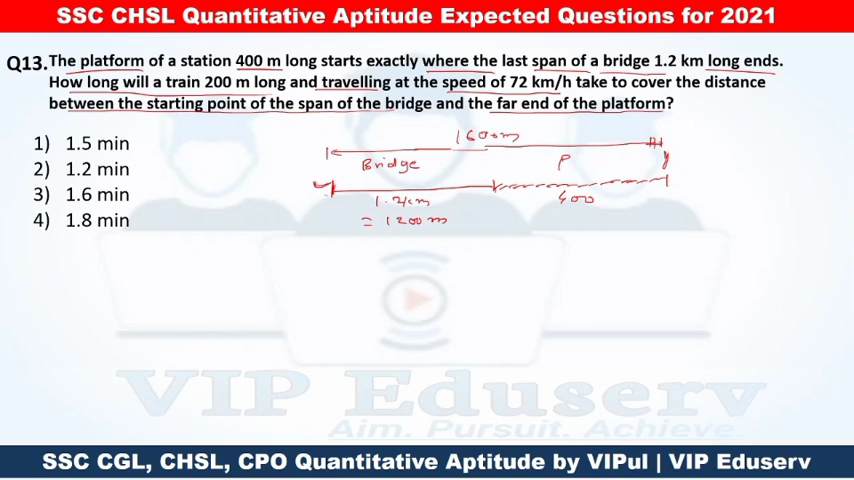 SSC CHSL Quantitative Aptitude Expected Questions for 2021
Q13. The platform of a station 400 m long starts exactly where the last span of a bridge 1.2 km long ends.
How long will a train 200 m long and travelling at the speed of 72 km/h take to cover the distance
between the starting point of the span of the bridge and the far end of the platform?
1) 1.5 min
2) 1.2 min
3) 1.6 min
4) 1.8 min
1600m
Bridge P
1.2km 400
= 1200 m
VIP Eduserv
Aim. Pursuit. Achieve.
SSC CGL, CHSL, CPO Quantitative Aptitude by VIPul | VIP Eduserv